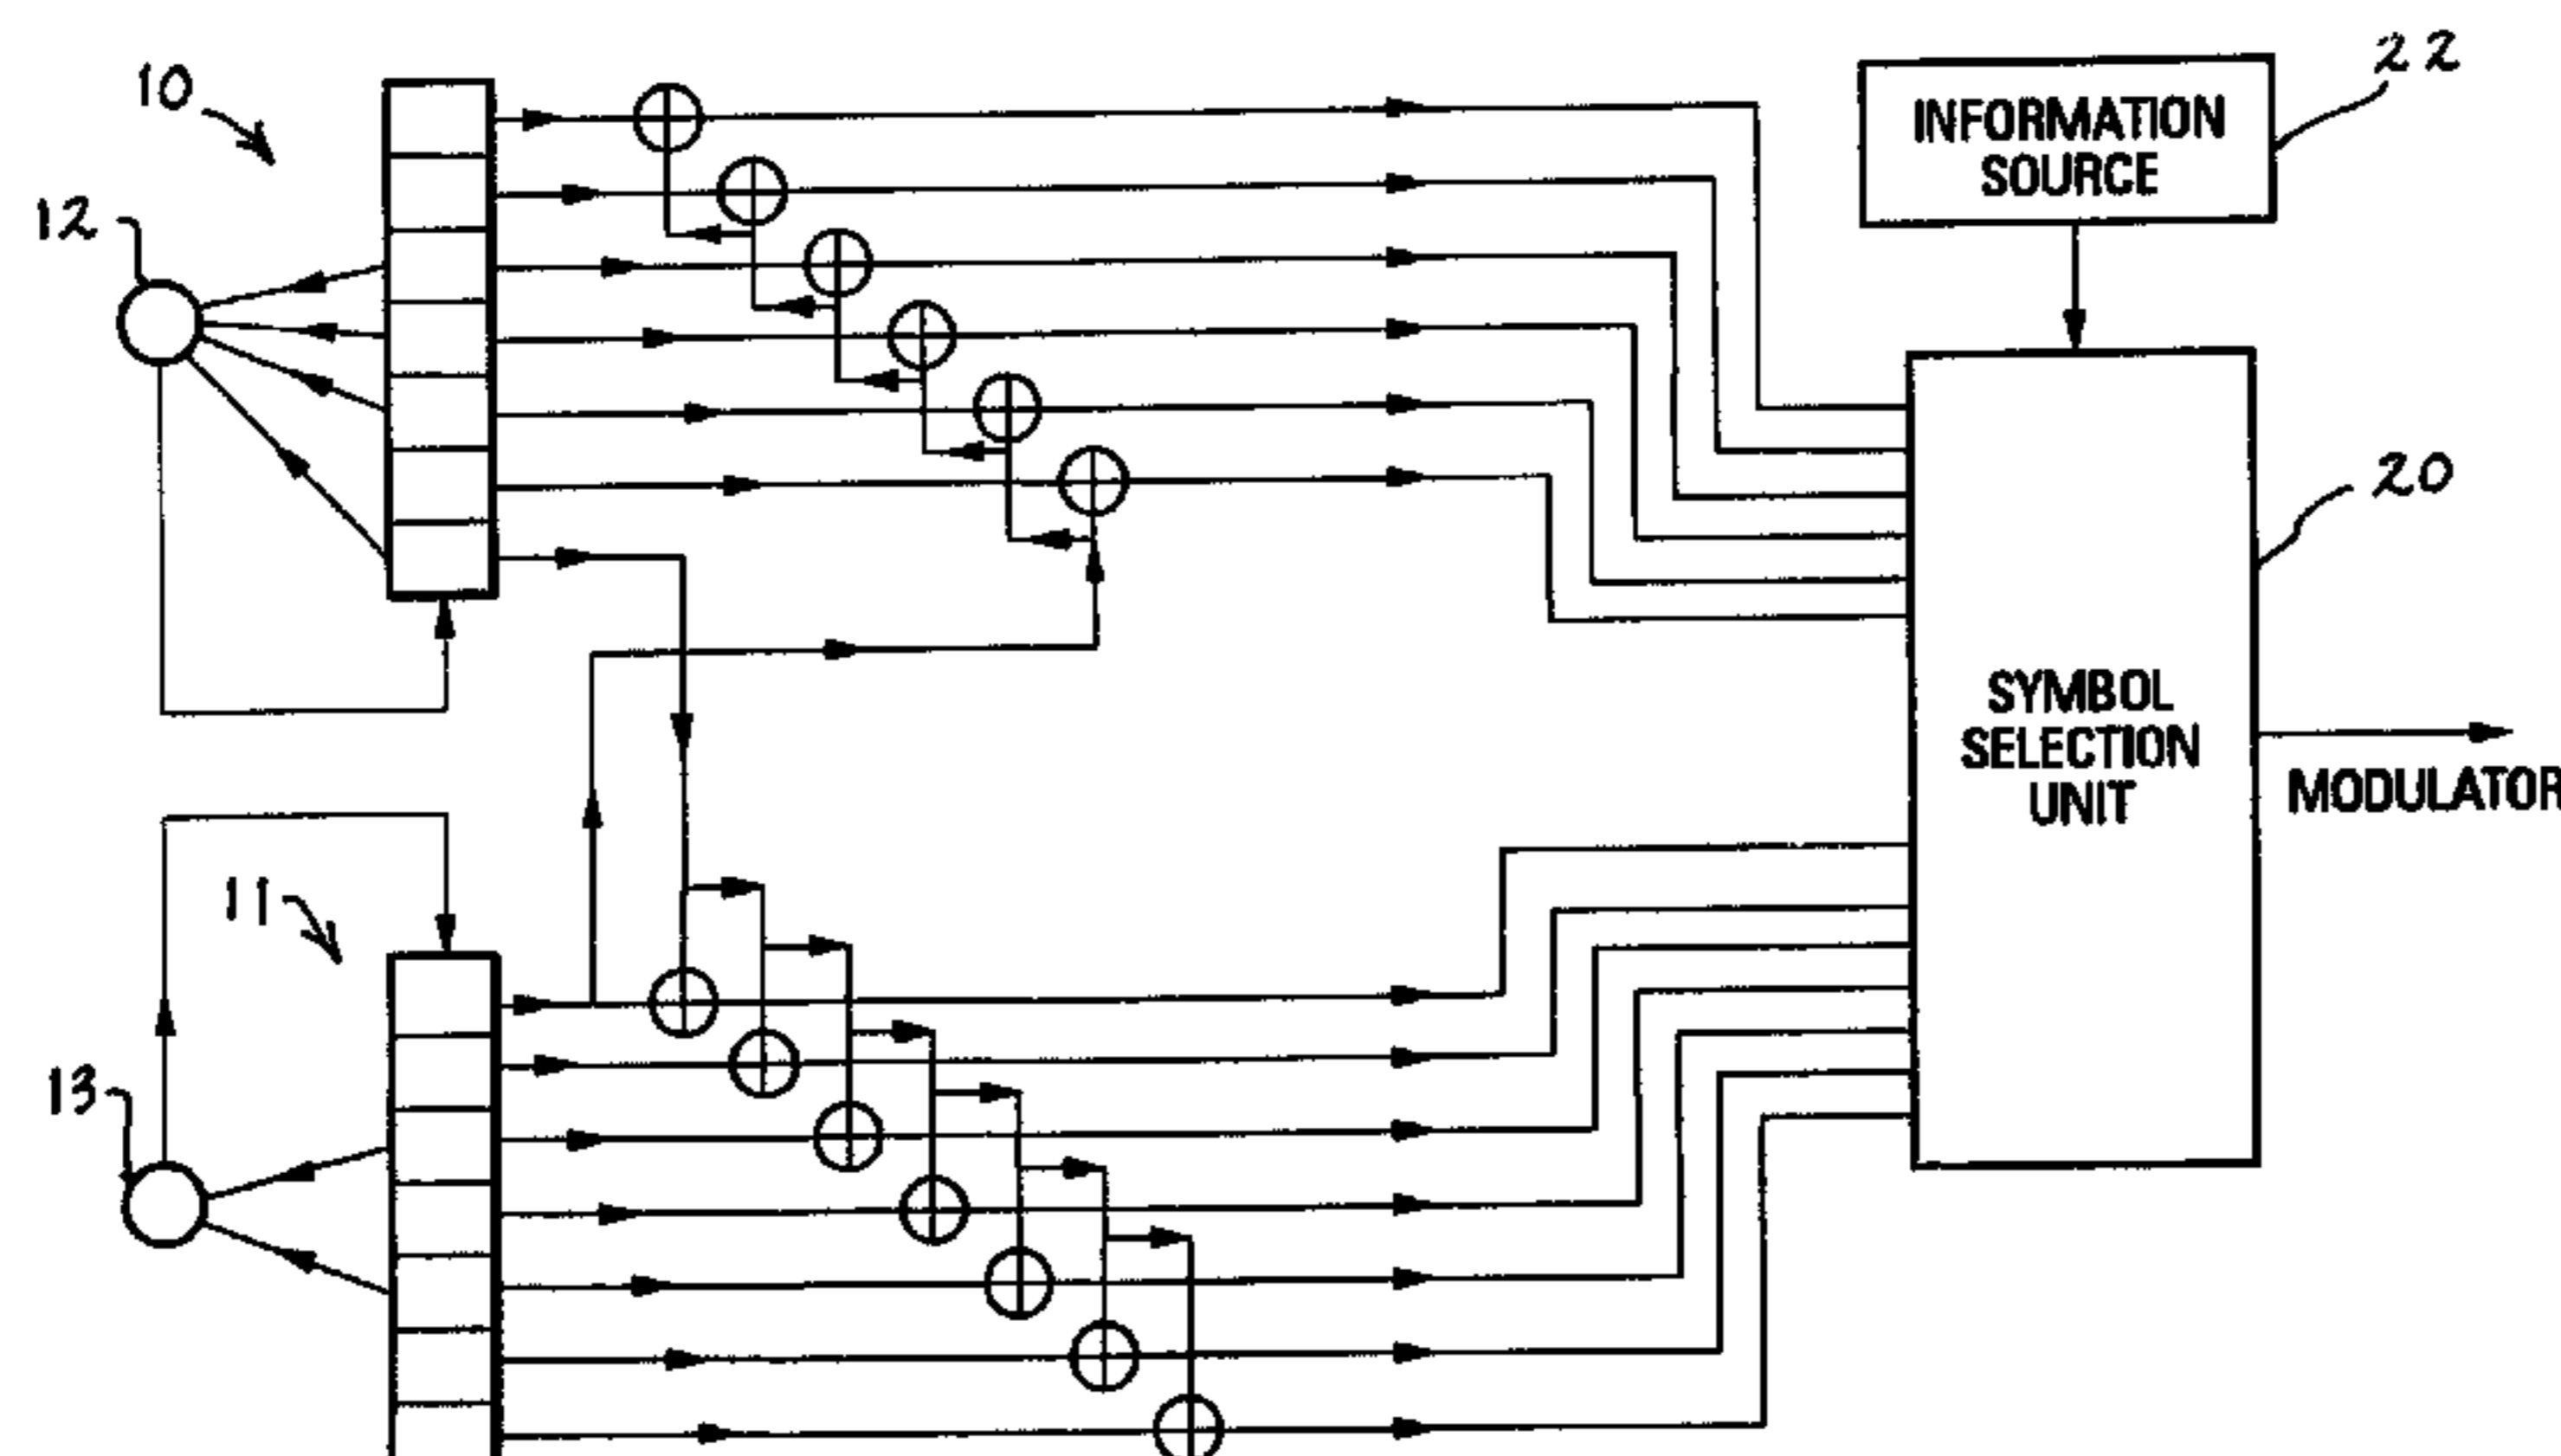 10
22
INFORMATION
SOURCE
12
20
SYMBOL
SELECTION
UNIT
MODULATOR
11
13